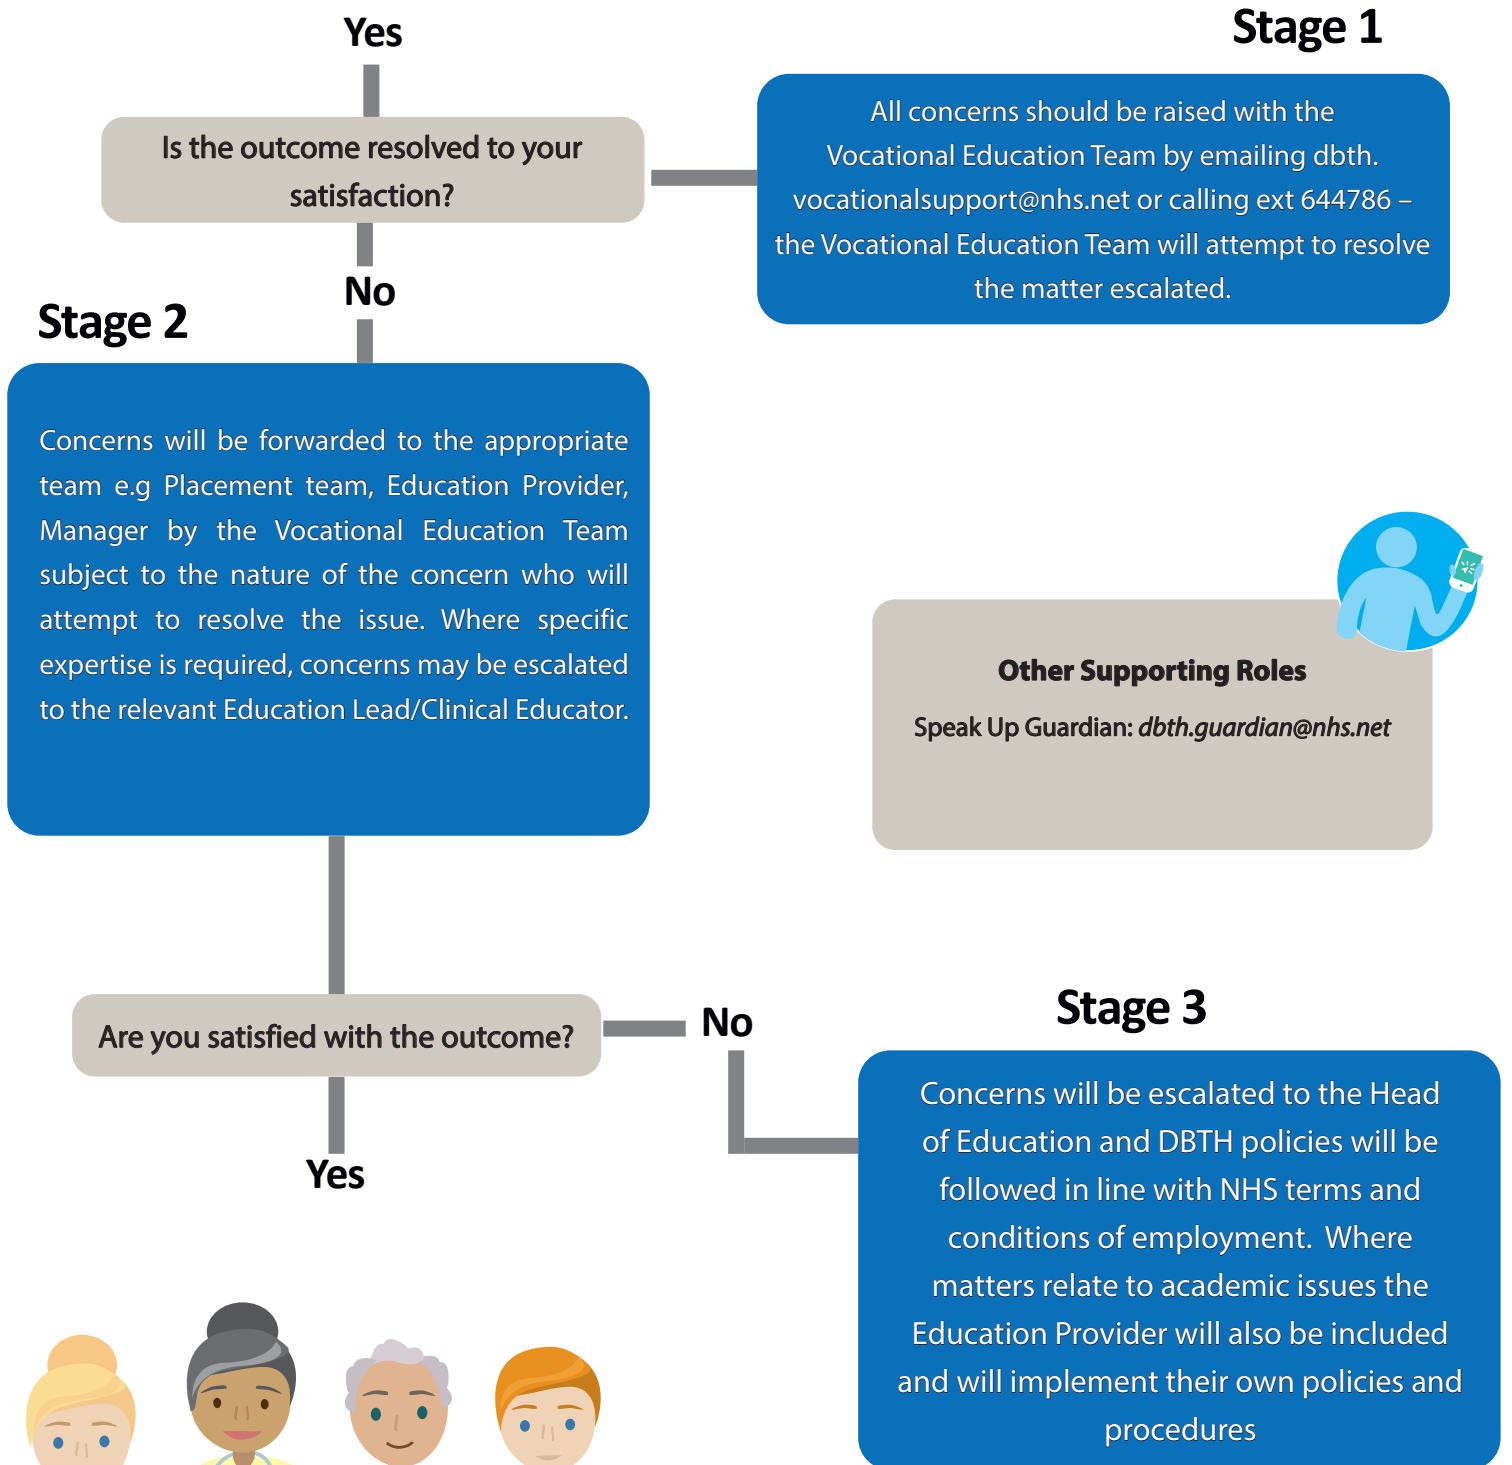 Stage 1
All concerns should be raised with the
Vocational Education Team by emailing dbth.
vocationalsupport@nhs.net or calling ext 644786 –
the Vocational Education Team will attempt to resolve
the matter escalated.
Yes
Is the outcome resolved to your
satisfaction?
No
Stage 2
Concerns will be forwarded to the appropriate
team e.g Placement team, Education Provider,
Manager by the Vocational Education Team
subject to the nature of the concern who will
attempt to resolve the issue. Where specific
expertise is required, concerns may be escalated
to the relevant Education Lead/Clinical Educator.
Other Supporting Roles
Speak Up Guardian: dbth.guardian@nhs.net
Are you satisfied with the outcome?
No
Yes
Stage 3
Concerns will be escalated to the Head
of Education and DBTH policies will be
followed in line with NHS terms and
conditions of employment.  Where
matters relate to academic issues the
Education Provider will also be included
and will implement their own policies and
procedures